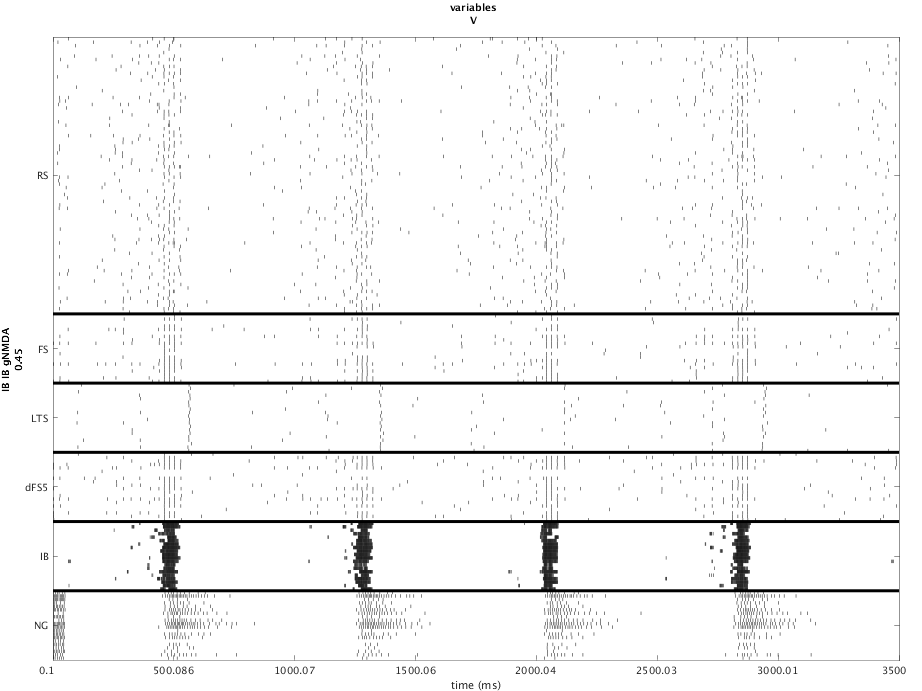 variables
V
IB IB gNMDA
0.45
RS
FS
LTS
dFS5
IB
NG
0.1 500.086 1000.07 1500.06 2000.04 2500.03 3000.01 3500
time (ms)